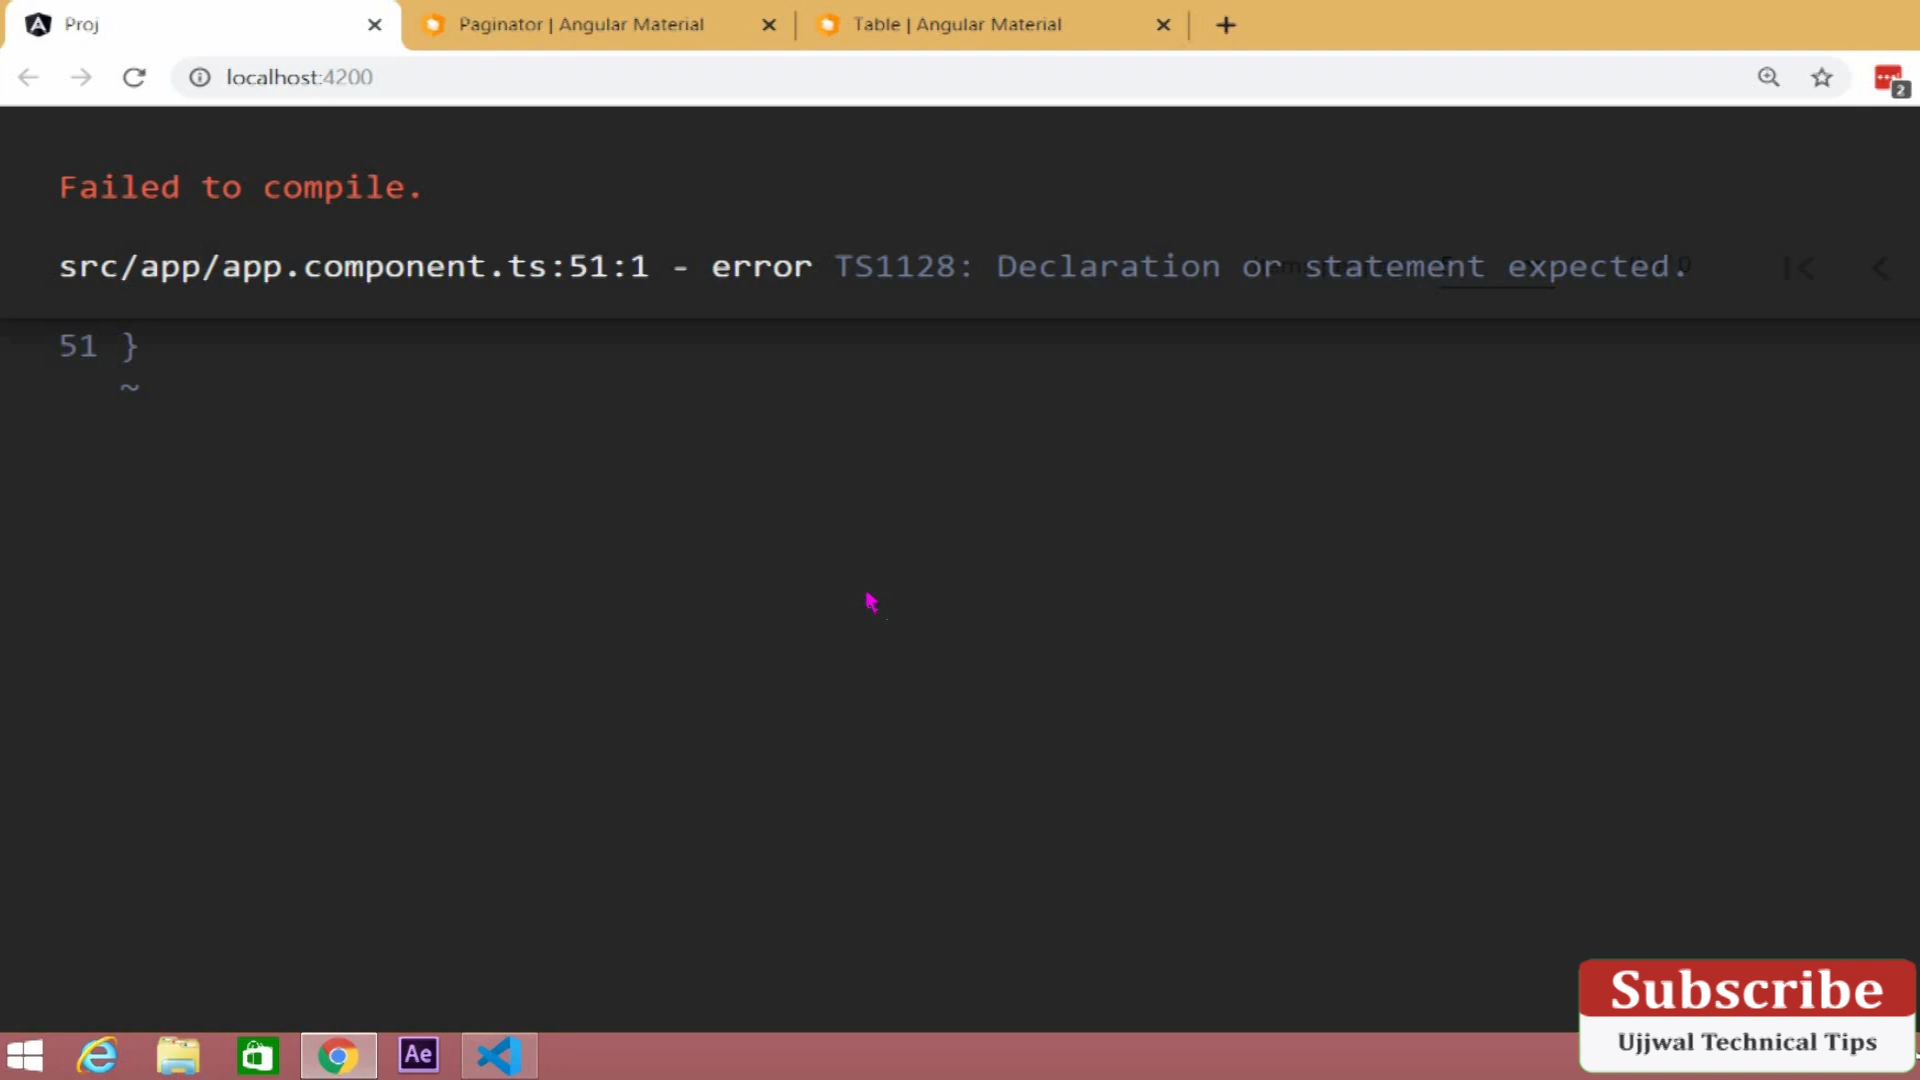 Proj
Paginator | Angular Material
Table | Angular Material
localhost:4200
2
Failed to compile.
src/app/app.component.ts:51:1 - error TS1128: Declaration or statement expected.
51 }
~
Subscribe
Ujjwal Technical Tips
Ae